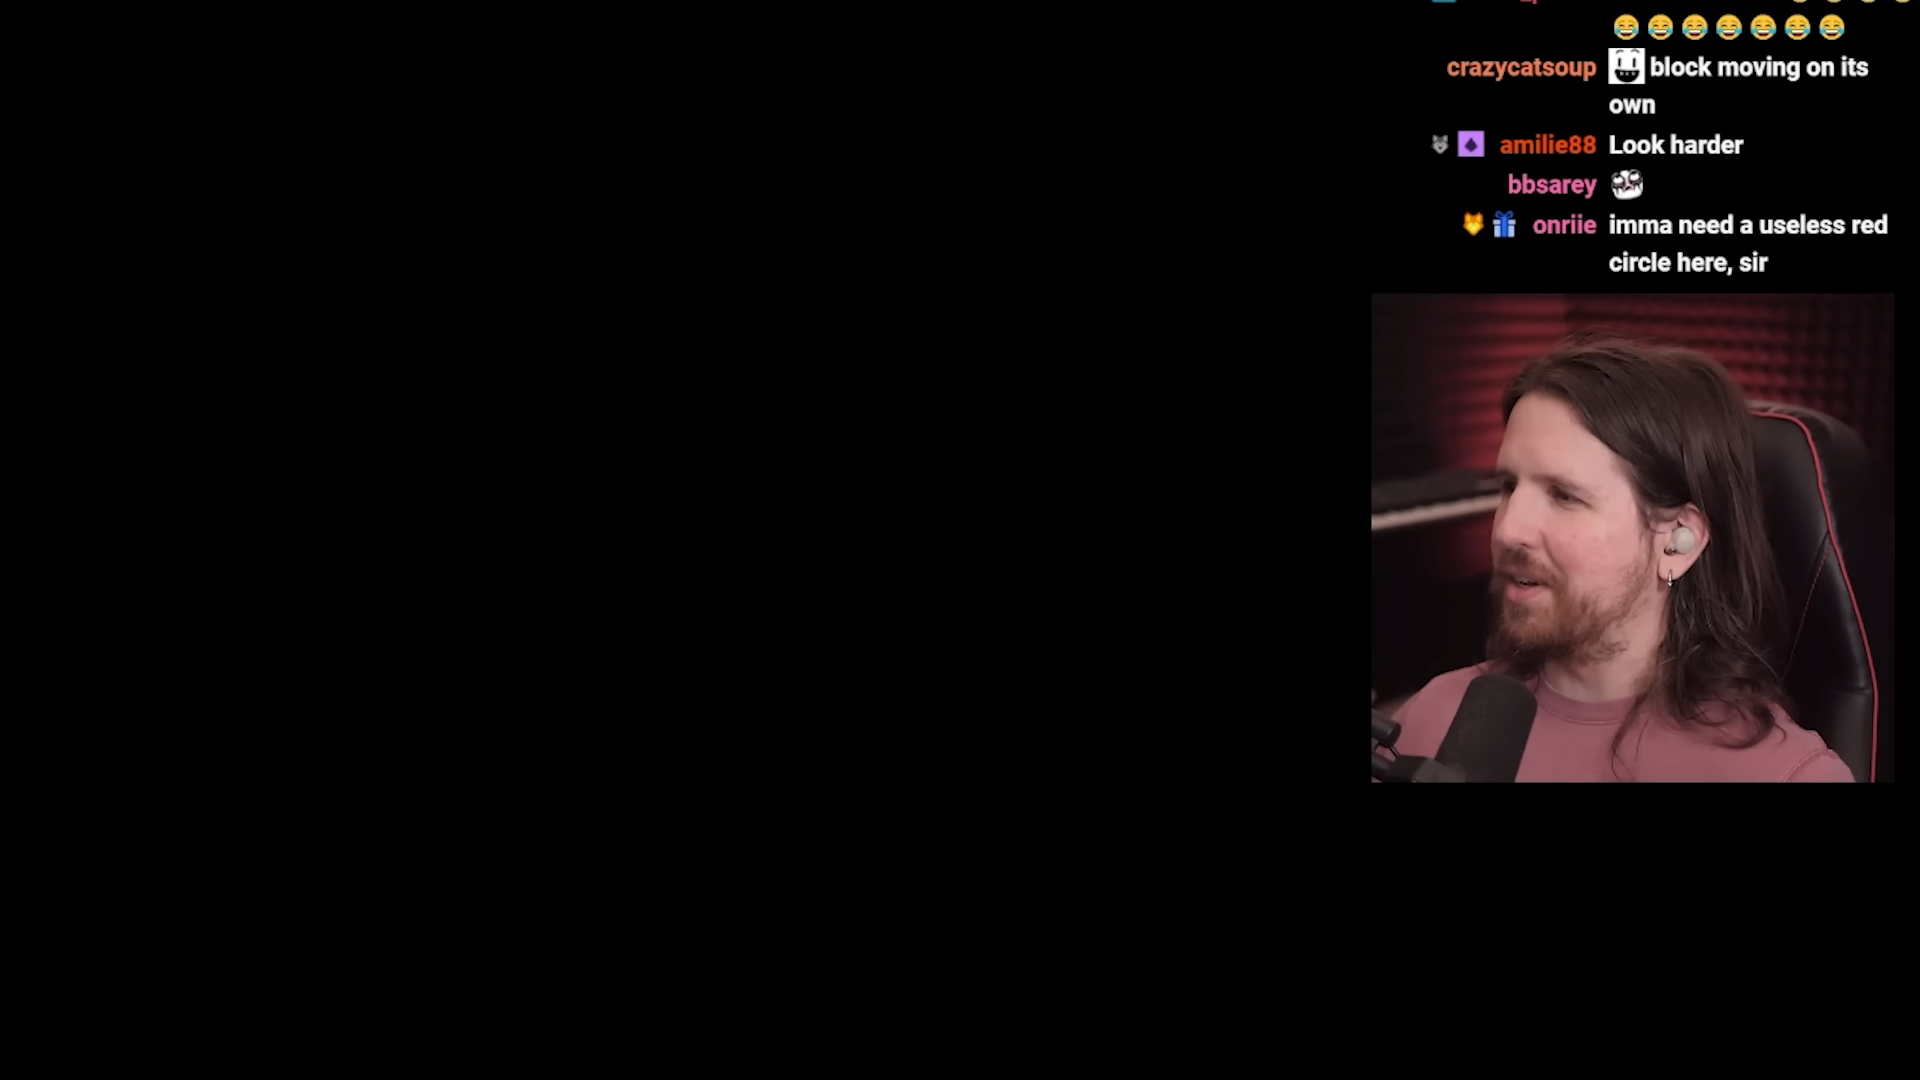 crazycatsoup block moving on its
own
amilie88 Look harder
bbsarey
onriie imma need a useless red
circle here, sir